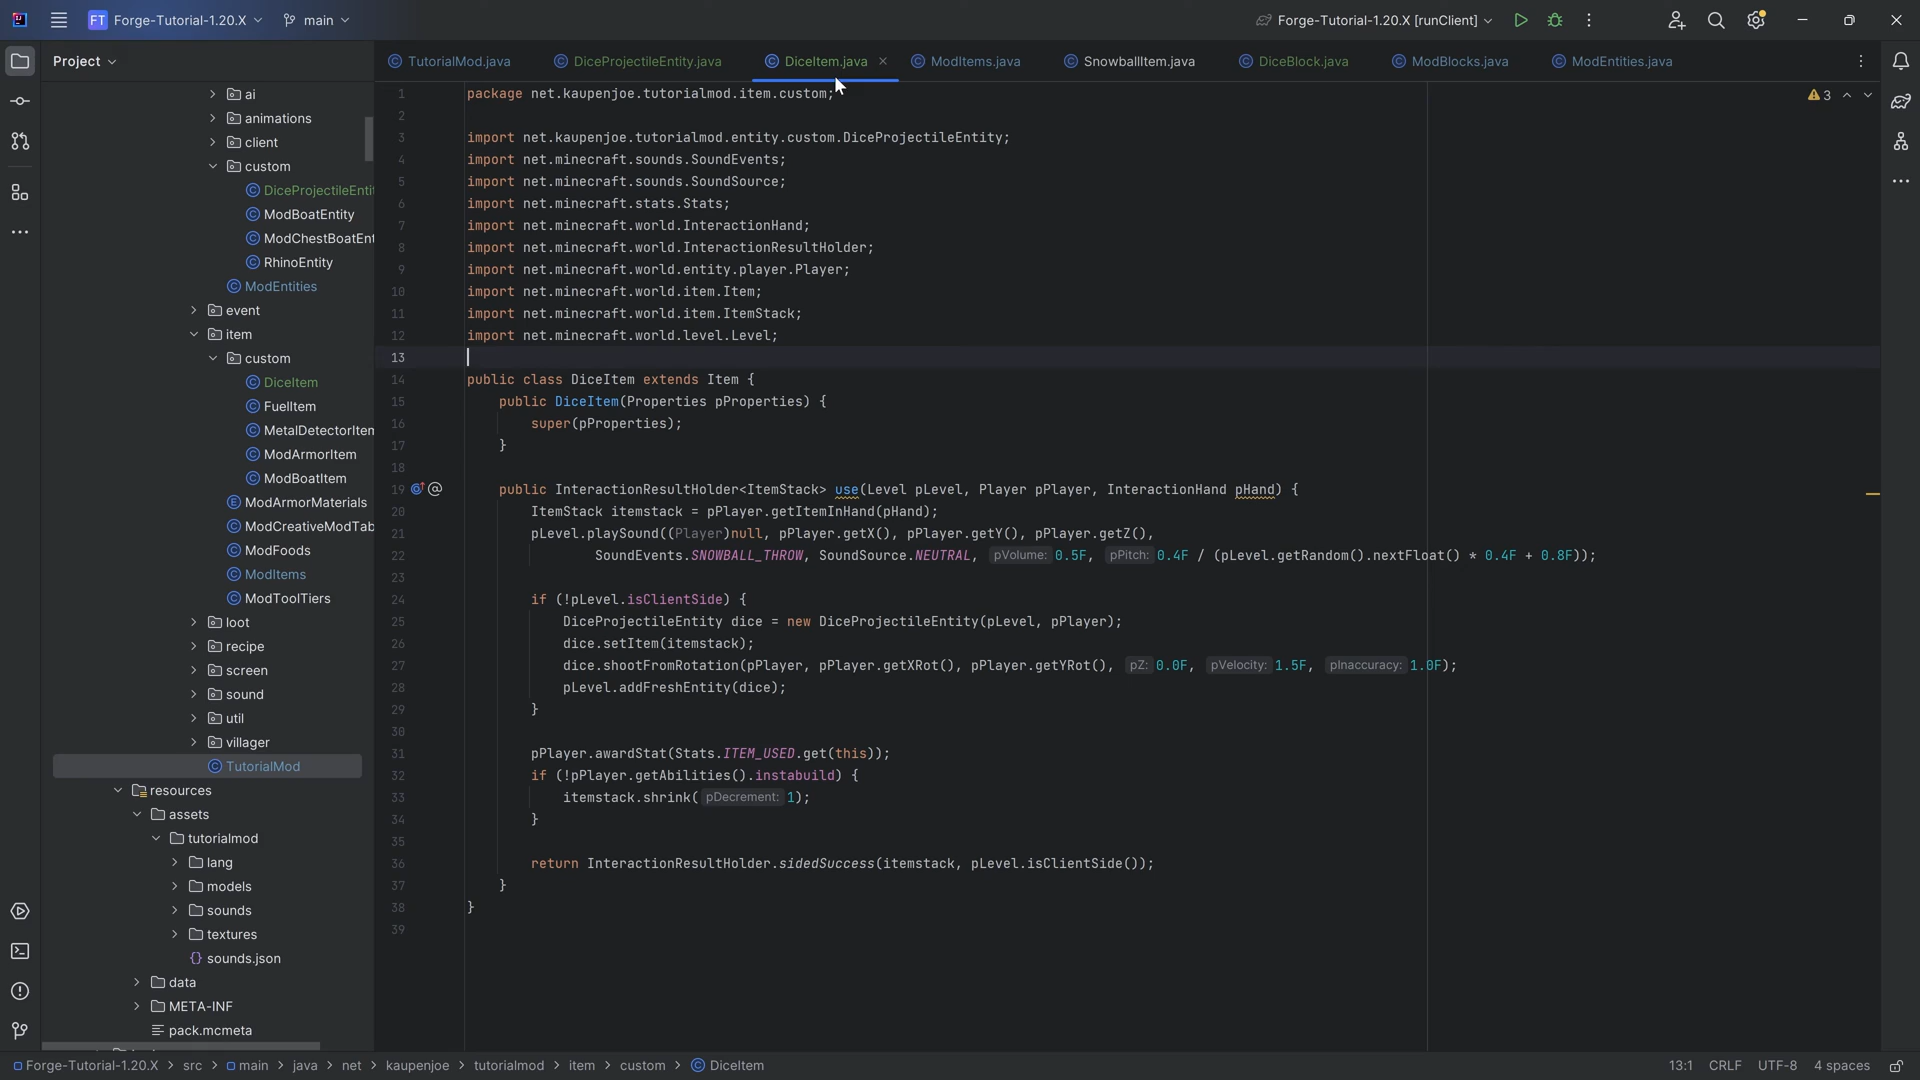 FT Forge-Tutorial-1.20.X main Forge-Tutorial-1.20.X [runClient]
Project
TutorialMod.java DiceProjectileEntity.java DiceItem.java ModItems.java SnowballItem.java DiceBlock.java ModBlocks.java ModEntities.java
ai
animations
client
custom
DiceProjectileEntit
ModBoatEntity
ModChestBoatEnt
RhinoEntity
ModEntities
event
item
custom
DiceItem
FuelItem
MetalDetectorItem
ModArmorItem
ModBoatItem
ModArmorMaterials
ModCreativeModTab
ModFoods
ModItems
ModToolTiers
loot
recipe
screen
sound
util
villager
TutorialMod
resources
assets
tutorialmod
lang
models
sounds
textures
sounds.json
data
META-INF
pack.mcmeta
3
1 package net.kaupenjoe.tutorialmod.item.custom;
2
3 import net.kaupenjoe.tutorialmod.entity.custom.DiceProjectileEntity;
4 import net.minecraft.sounds.SoundEvents;
5 import net.minecraft.sounds.SoundSource;
6 import net.minecraft.stats.Stats;
7 import net.minecraft.world.InteractionHand;
8 import net.minecraft.world.InteractionResultHolder;
9 import net.minecraft.world.entity.player.Player;
10 import net.minecraft.world.item.Item;
11 import net.minecraft.world.item.ItemStack;
12 import net.minecraft.world.level.Level;
13
14 public class DiceItem extends Item {
15 public DiceItem(Properties pProperties) {
16 super(pProperties);
17 }
18
19 public InteractionResultHolder<ItemStack> use(Level pLevel, Player pPlayer, InteractionHand pHand) {
20 ItemStack itemstack = pPlayer.getItemInHand(pHand);
21 pLevel.playSound((Player)null, pPlayer.getX(), pPlayer.getY(), pPlayer.getZ(),
22 SoundEvents.SNOWBALL_THROW, SoundSource.NEUTRAL, pVolume: 0.5F, pPitch: 0.4F / (pLevel.getRandom().nextFloat() * 0.4F + 0.8F));
23
24 if (!pLevel.isClientSide) {
25 DiceProjectileEntity dice = new DiceProjectileEntity(pLevel, pPlayer);
26 dice.setItem(itemstack);
27 dice.shootFromRotation(pPlayer, pPlayer.getXRot(), pPlayer.getYRot(), pZ: 0.0F, pVelocity: 1.5F, pInaccuracy: 1.0F);
28 pLevel.addFreshEntity(dice);
29 }
30
31 pPlayer.awardStat(Stats.ITEM_USED.get(this));
32 if (!pPlayer.getAbilities().instabuild) {
33 itemstack.shrink( pDecrement: 1);
34 }
35
36 return InteractionResultHolder.sidedSuccess(itemstack, pLevel.isClientSide());
37 }
38 }
39
Forge-Tutorial-1.20.X > src > main > java > net > kaupenjoe > tutorialmod > item > custom > DiceItem 13:1 CRLF UTF-8 4 spaces